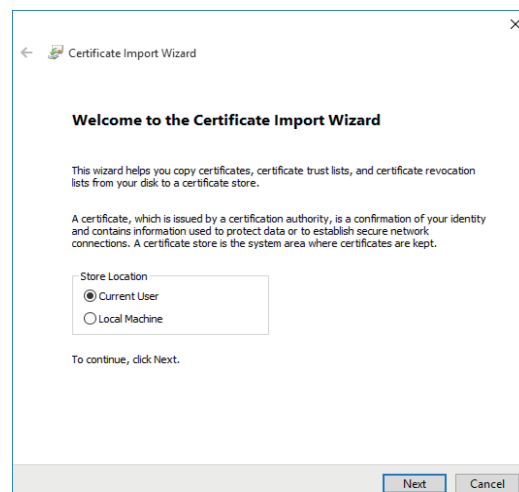 Certificate Import Wizard
Welcome to the Certificate Import Wizard
This wizard helps you copy certificates, certificate trust lists, and certificate revocation
lists from your disk to a certificate store.
A certificate, which is issued by a certification authority, is a confirmation of your identity
and contains information used to protect data or to establish secure network
connections. A certificate store is the system area where certificates are kept.
Store Location
Current User
Local Machine
To continue, click Next.
Next Cancel